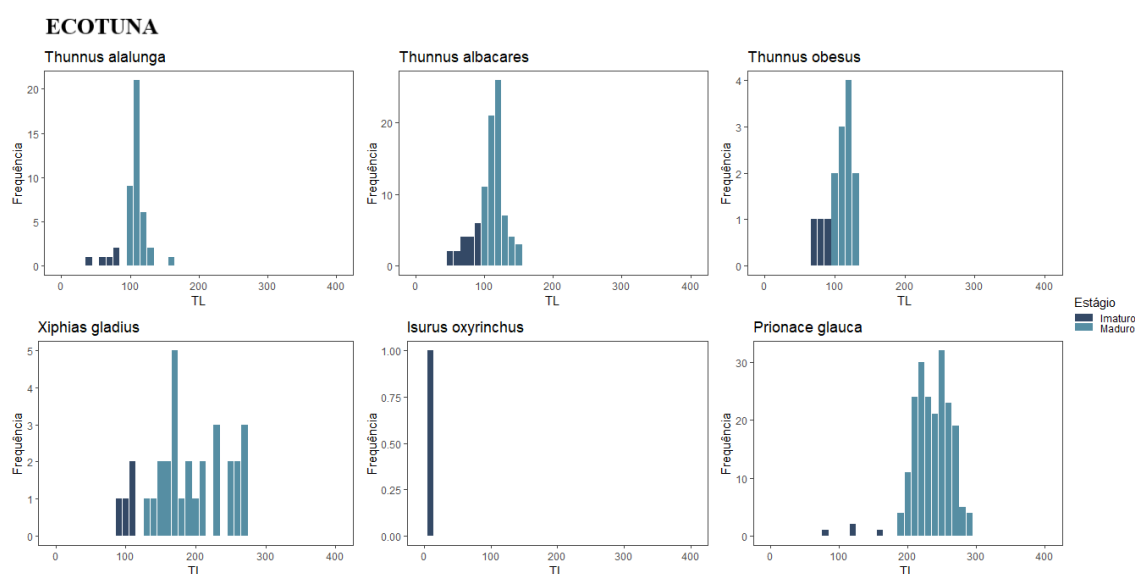 ECOTUNA
Thunnus alalunga
Thunnus albacares
Thunnus obesus
Frequência
20
15
10
5
0
0 100 200 300 400
TL
Frequência
20
10
0
0 100 200 300 400
TL
Frequência
4
3
2
1
0
0 100 200 300 400
TL
Estágio
Imaturo
Maduro
Xiphias gladius
Isurus oxyrinchus
Prionace glauca
Frequência
5
4
3
2
1
0
0 100 200 300 400
TL
Frequência
1.00
0.75
0.50
0.25
0.00
0 100 200 300 400
TL
Frequência
30
20
10
0
0 100 200 300 400
TL